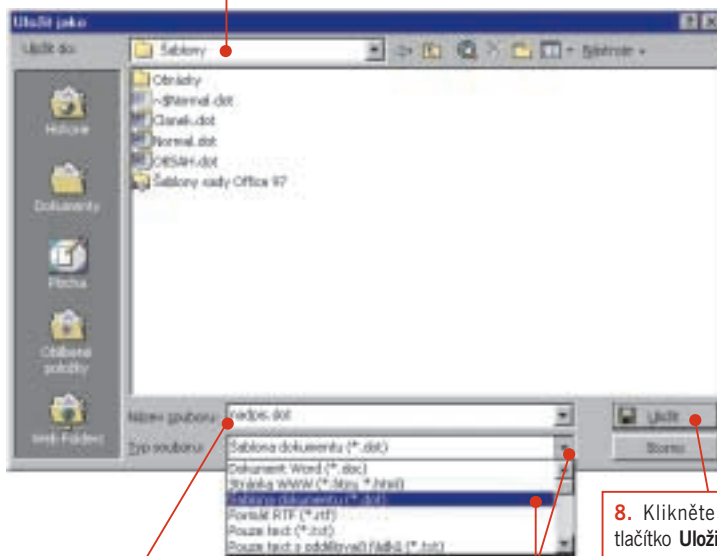 Uložit jako
Uložit do:
Šablony
Nástroje
Historie
Dokumenty
Plocha
Oblíbené
položky
Web Folders
Obrázky
~$Normal.dot
Clanek.dot
Normal.dot
OBSAH.dot
Šablony sady Office 97
Název souboru:
nadpis.dot
Uložit
Typ souboru:
Šablona dokumentu (*.dot)
Storno
Dokument Word (*.doc)
Stránka WWW (*.htm; *.html)
Šablona dokumentu (*.dot)
Formát RTF (*.rtf)
Pouze text (*.txt)
Pouze text s oddělovači řádků (*.txt)
8. Klikněte
tlačítko Uloži